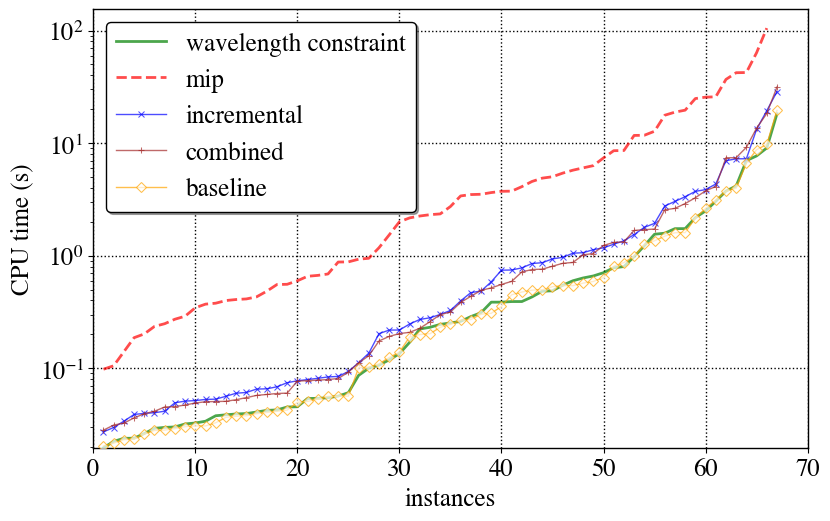 10²
10¹
10⁰
10⁻¹
CPU time (s)
wavelength constraint
mip
incremental
combined
baseline
0 10 20 30 40 50 60 70
instances